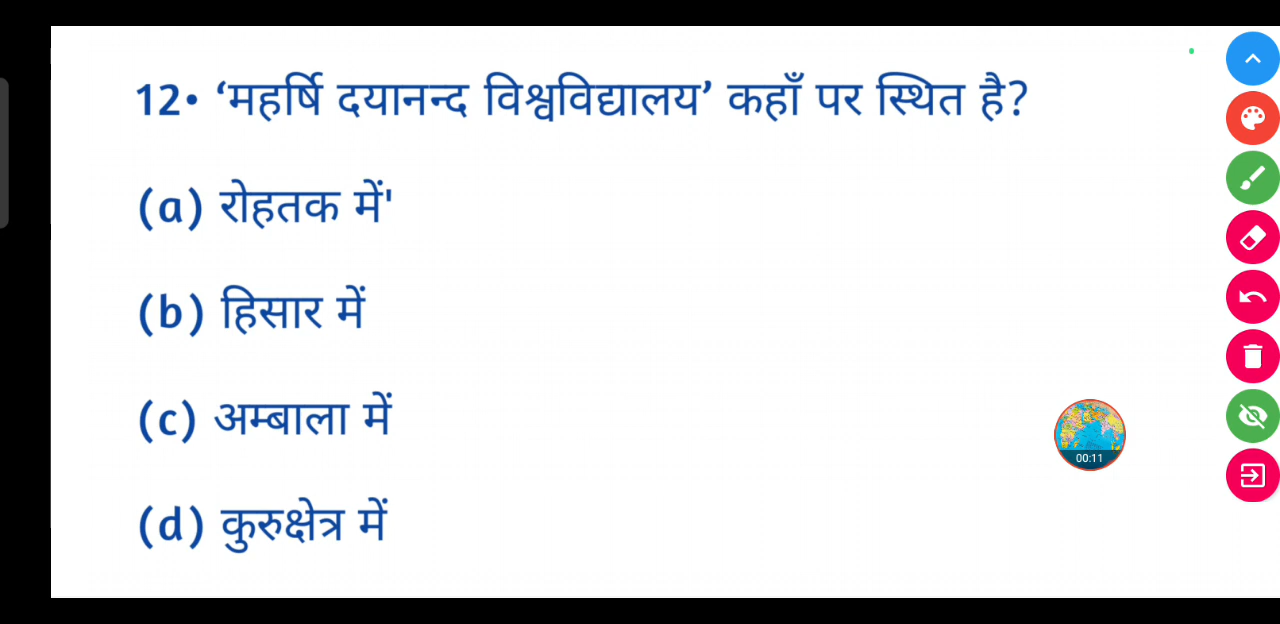 12• ‘महर्षि दयानन्द विश्वविद्यालय’ कहाँ पर स्थित है?
(a) रोहतक में'
(b) हिसार में
(c) अम्बाला में
(d) कुरुक्षेत्र में
00:11